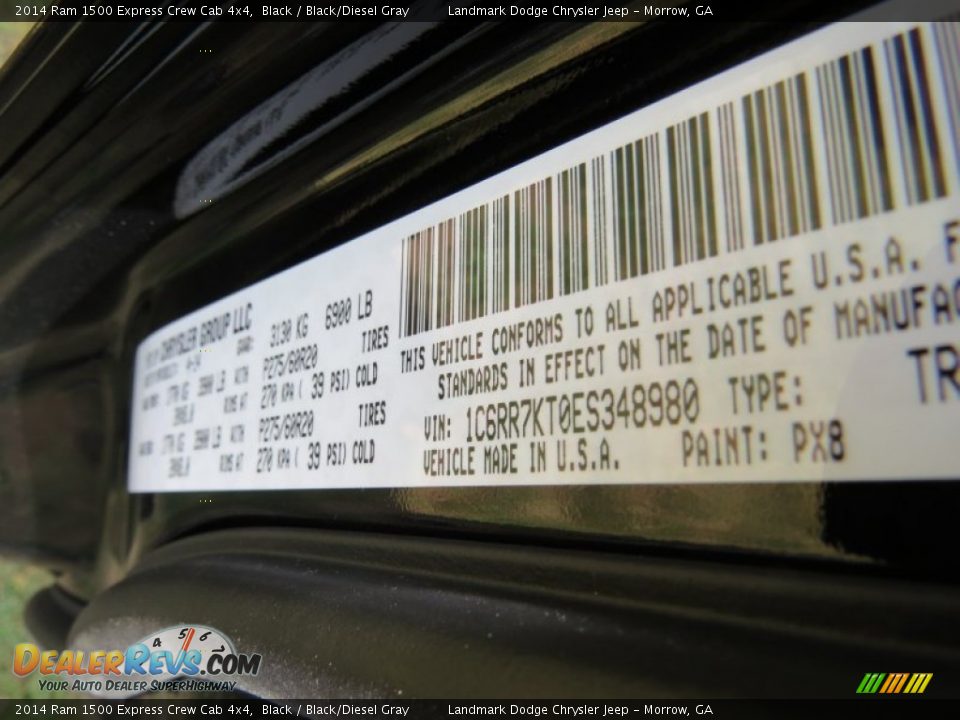 2014 Ram 1500 Express Crew Cab 4x4, Black / Black/Diesel Gray Landmark Dodge Chrysler Jeep - Morrow, GA
CHRYSLER GROUP LLC
3130 KG 6900 LB
P275/60R20 TIRES
270 KPA ( 39 PSI) COLD
P275/60R20 TIRES
270 KPA ( 39 PSI) COLD
THIS VEHICLE CONFORMS TO ALL APPLICABLE U.S.A. F
STANDARDS IN EFFECT ON THE DATE OF MANUFAC
VIN: 1C6RR7KT0ES348980 TYPE: TR
VEHICLE MADE IN U.S.A. PAINT: PX8
4 5 6
DEALERREVS.COM
YOUR AUTO DEALER SUPERHIGHWAY
2014 Ram 1500 Express Crew Cab 4x4, Black / Black/Diesel Gray Landmark Dodge Chrysler Jeep - Morrow, GA